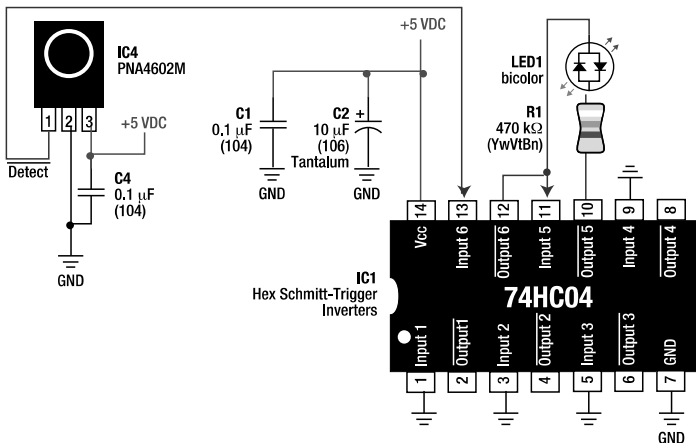 +5 VDC
IC4
PNA4602M
1 2 3
+5 VDC
Detect
C4
0.1 µF
(104)
GND
C1
0.1 µF
(104)
GND
C2
10 µF
(106)
Tantalum
+
GND
LED1
bicolor
R1
470 kΩ
(YwVtBn)
GND
14 13 12 11 10 9 8
Vcc
Input 6
Output 6
Input 5
Output 5
Input 4
Output 4
IC1
Hex Schmitt-Trigger
Inverters
74HC04
Input 1
Output1
Input 2
Output 2
Input 3
Output 3
GND
1 2 3 4 5 6 7
GND